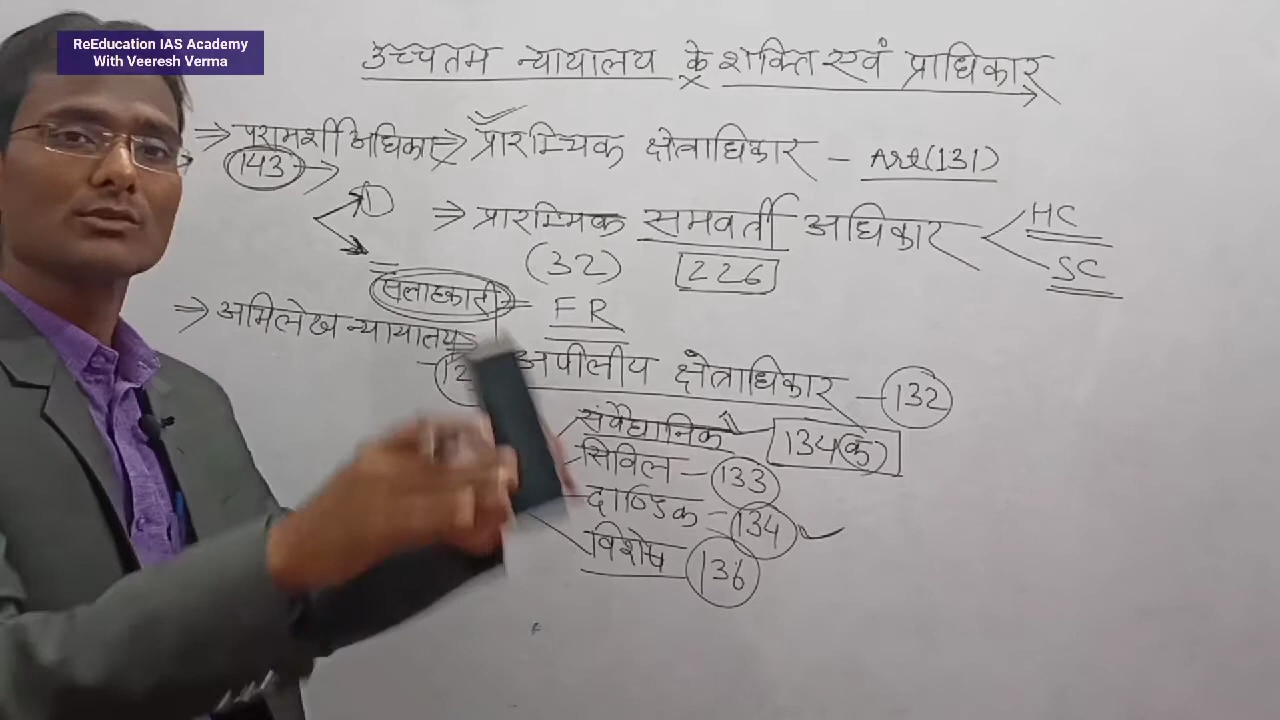 ReEducation IAS Academy
With Veeresh Verma
उच्चतम न्यायालय के शक्ति एवं प्राधिकार
⇒ परामर्शी अधिकार
143 →
1
सलाहकारी
⇒ अभिलेख न्यायालय
⇒ प्रारम्भिक क्षेत्राधिकार - Art(131)
⇒ प्रारम्भिक समवर्ती अधिकार
HC
SC
(32) 226
FR
अपीलीय क्षेत्राधिकार - 132
संवैधानिक 134(क)
सिविल - 133
दाण्डिक - 134
विशेष 136